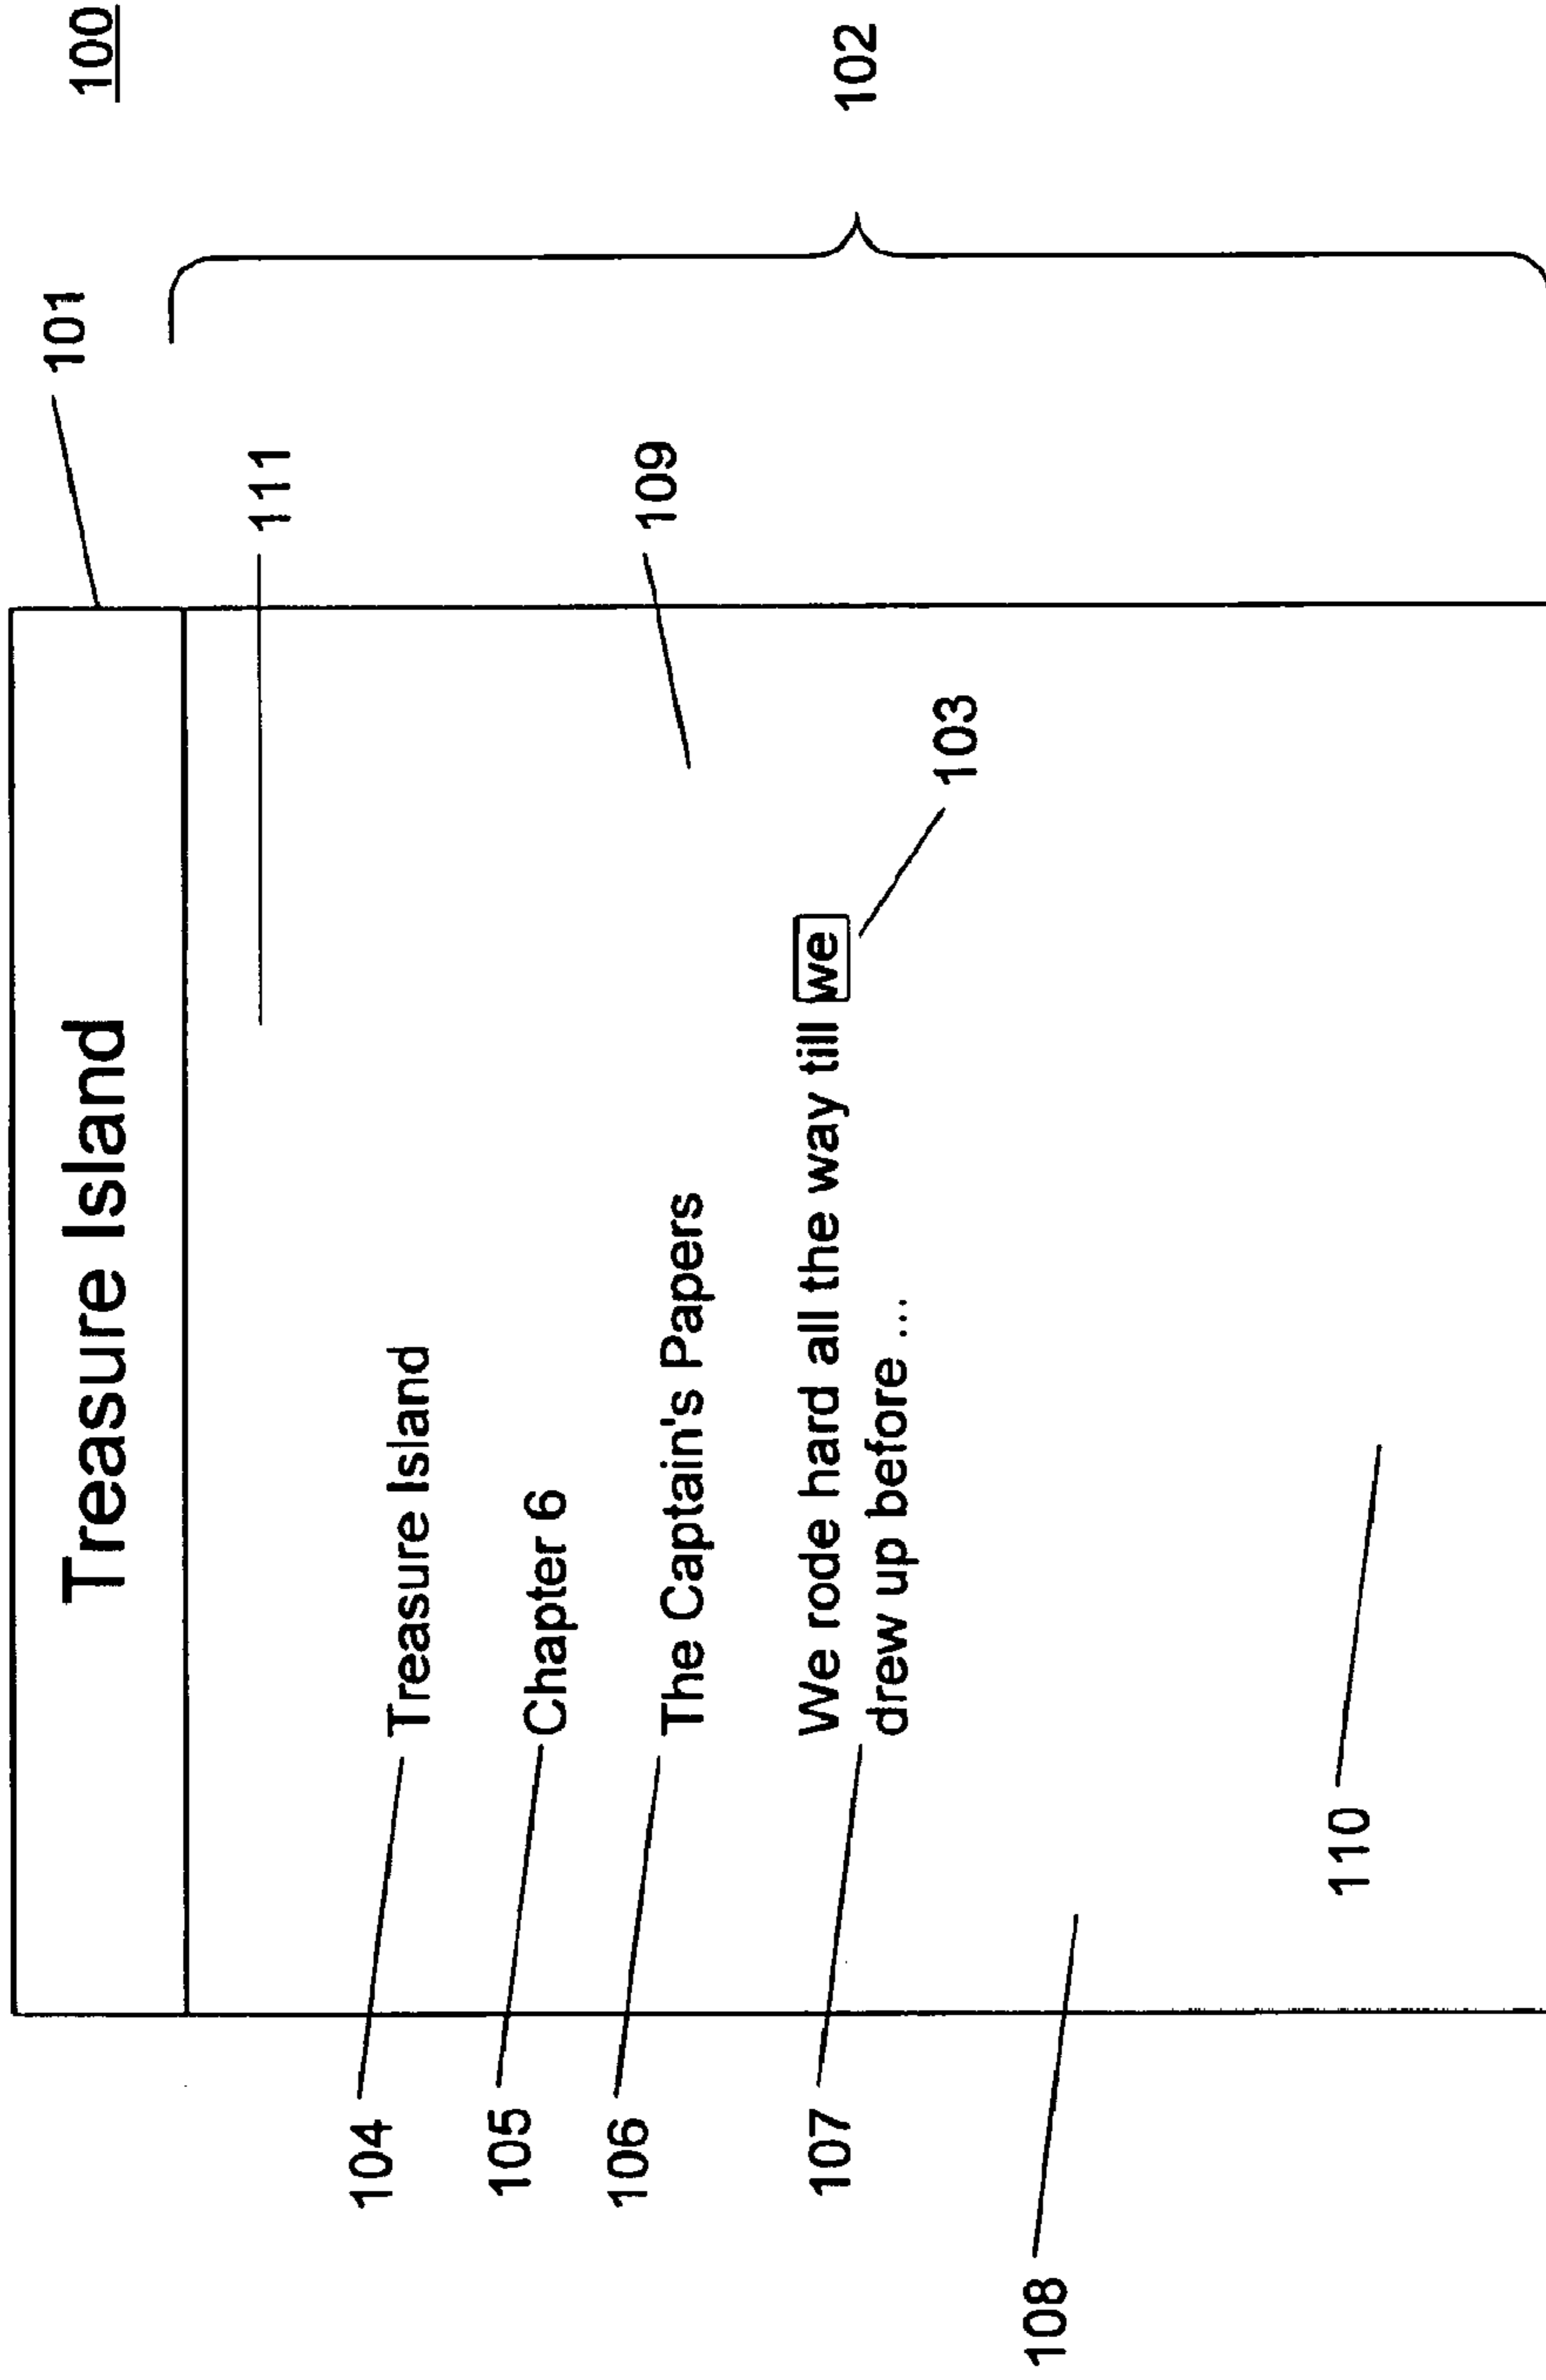 100
101
Treasure Island
111
102
104
Treasure Island
105
Chapter 6
109
106
The Captain's Papers
107
We rode hard all the way till we
drew up before ...
103
108
110